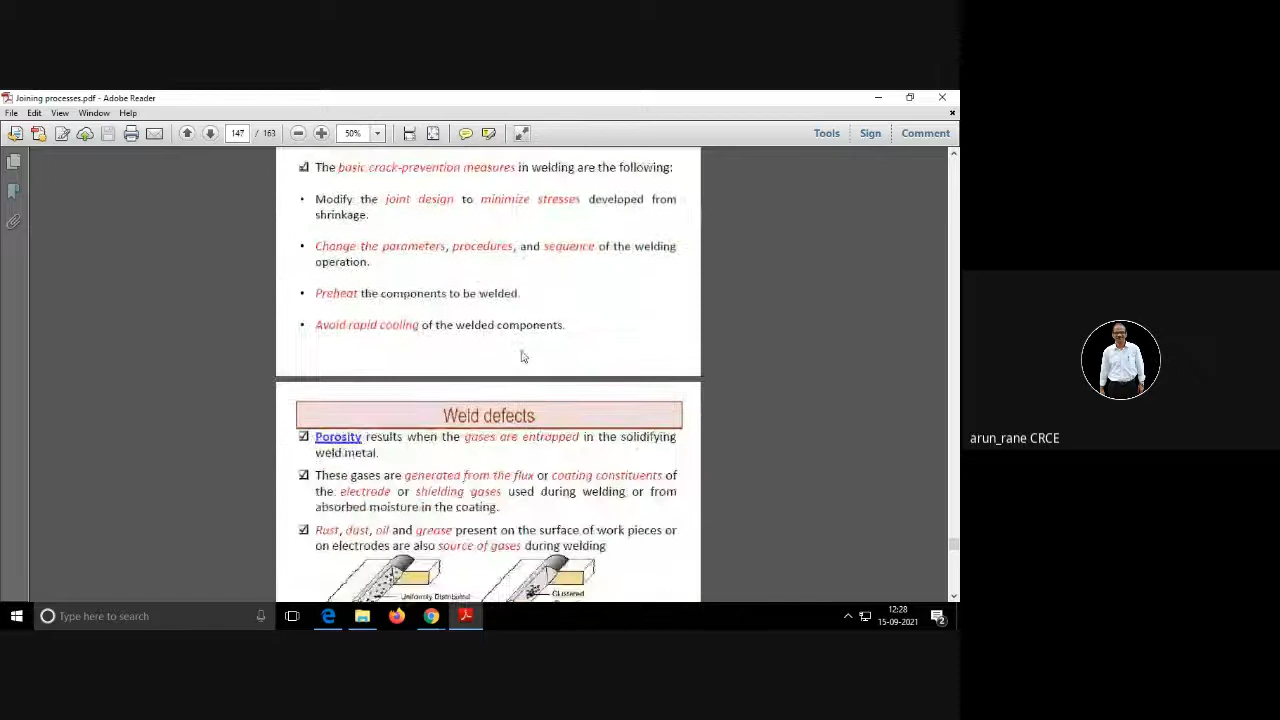 Joining processes.pdf - Adobe Reader
File Edit View Window Help
147 / 163 50% Tools Sign Comment
The basic crack-prevention measures in welding are the following:
• Modify the joint design to minimize stresses developed from
shrinkage.
• Change the parameters, procedures, and sequence of the welding
operation.
• Preheat the components to be welded.
• Avoid rapid cooling of the welded components.
Weld defects
Porosity results when the gases are entrapped in the solidifying
weld metal.
These gases are generated from the flux or coating constituents of
the electrode or shielding gases used during welding or from
absorbed moisture in the coating.
Rust, dust, oil and grease present on the surface of work pieces or
on electrodes are also source of gases during welding
Uniformly Distributed
Clustered
Type here to search
12:28
15-09-2021
2
arun_rane CRCE